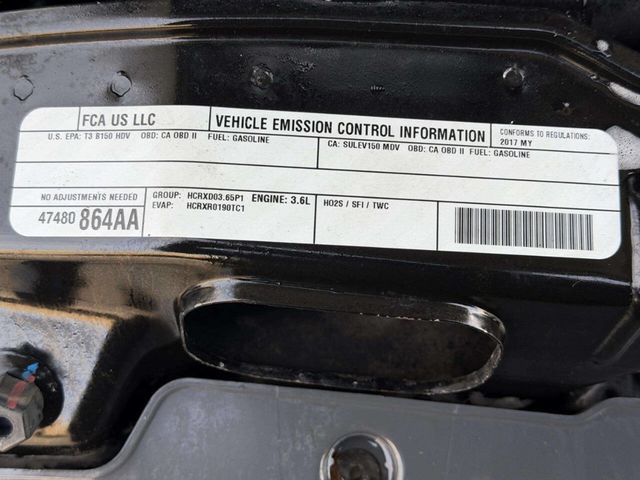 FCA US LLC
VEHICLE EMISSION CONTROL INFORMATION
CONFORMS TO REGULATIONS:
2017 MY
U.S. EPA: T3 B150 HDV OBD: CA OBD II FUEL: GASOLINE
CA: SULEV150 MDV OBD: CA OBD II FUEL: GASOLINE
NO ADJUSTMENTS NEEDED
47480 864AA
GROUP: HCRXD03.65P1 ENGINE: 3.6L
EVAP: HCRXR0190TC1
HO2S / SFI / TWC